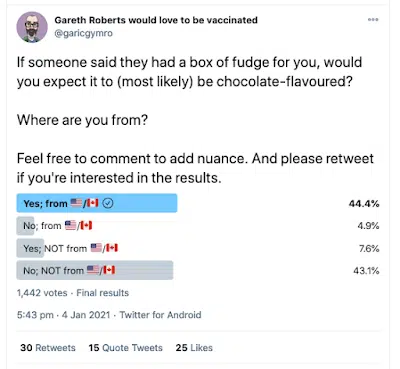 Gareth Roberts would love to be vaccinated
@garicgymro
If someone said they had a box of fudge for you, would
you expect it to (most likely) be chocolate-flavoured?
Where are you from?
Feel free to comment to add nuance. And please retweet
if you're interested in the results.
Yes; from 🇺🇸/🇨🇦 44.4%
No; from 🇺🇸/🇨🇦 4.9%
Yes; NOT from 🇺🇸/🇨🇦 7.6%
No; NOT from 🇺🇸/🇨🇦 43.1%
1,442 votes · Final results
5:43 pm · 4 Jan 2021 · Twitter for Android
30 Retweets 15 Quote Tweets 25 Likes